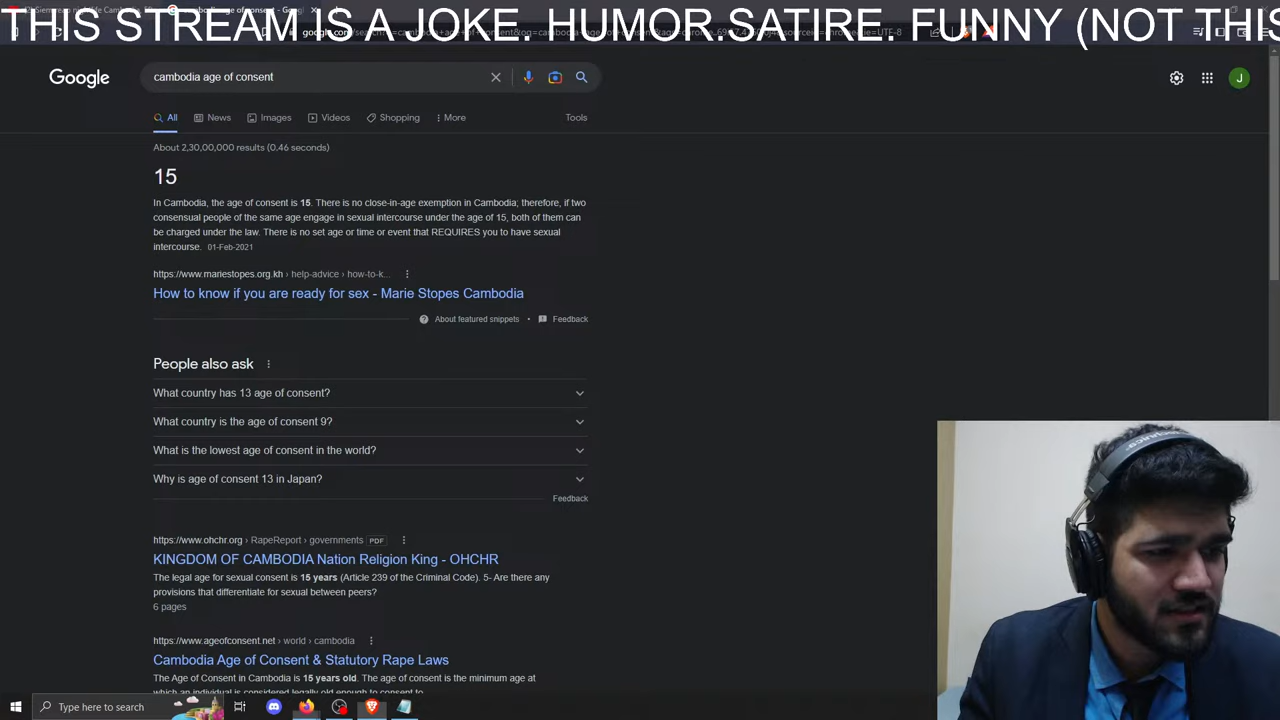 THIS STREAM IS A JOKE. HUMOR.SATIRE. FUNNY (NOT THIS
Google
cambodia age of consent
J
All
News
Images
Videos
Shopping
More
Tools
About 2,30,00,000 results (0.46 seconds)
15
In Cambodia, the age of consent is 15. There is no close-in-age exemption in Cambodia; therefore, if two
consensual people of the same age engage in sexual intercourse under the age of 15, both of them can
be charged under the law. There is no set age or time or event that REQUIRES you to have sexual
intercourse. 01-Feb-2021
https://www.mariestopes.org.kh › help-advice › how-to-k...
How to know if you are ready for sex - Marie Stopes Cambodia
About featured snippets • Feedback
People also ask
What country has 13 age of consent?
What country is the age of consent 9?
What is the lowest age of consent in the world?
Why is age of consent 13 in Japan?
Feedback
https://www.ohchr.org › RapeReport › governments PDF
KINGDOM OF CAMBODIA Nation Religion King - OHCHR
The legal age for sexual consent is 15 years (Article 239 of the Criminal Code). 5- Are there any
provisions that differentiate for sexual between peers?
6 pages
https://www.ageofconsent.net › world › cambodia
Cambodia Age of Consent & Statutory Rape Laws
The Age of Consent in Cambodia is 15 years old. The age of consent is the minimum age at
which an individual is considered legally old enough to consent to
Type here to search